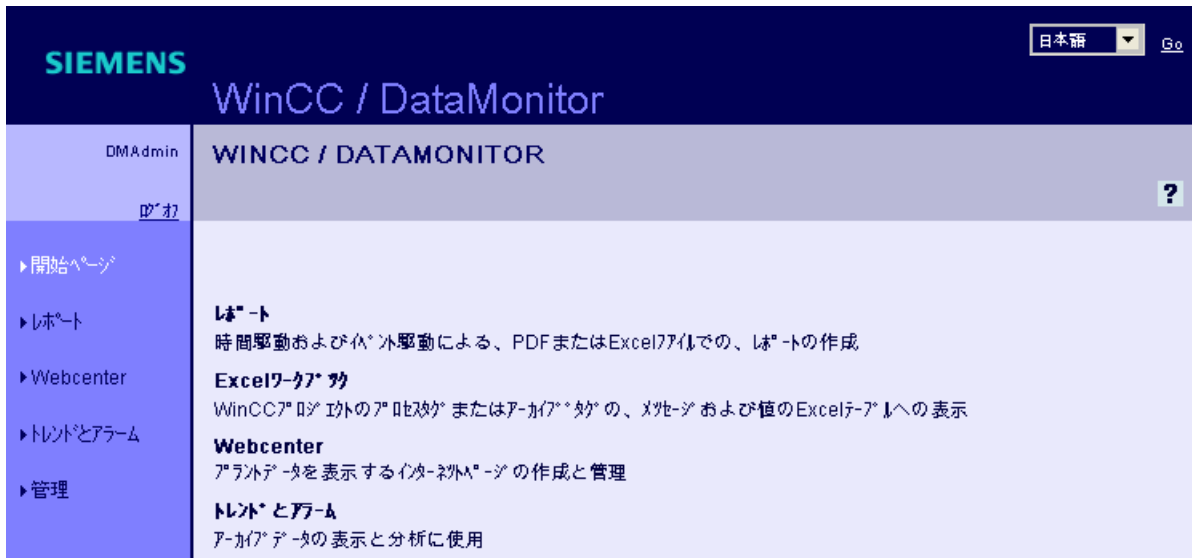 SIEMENS
日本語
Go
WinCC / DataMonitor
DMAdmin
WINCC / DATAMONITOR
ﾛｸﾞｵﾌ
?
開始ﾍﾟｰｼﾞ
ﾚﾎﾟｰﾄ
Webcenter
ﾄﾚﾝﾄﾞとｱﾗｰﾑ
管理
ﾚﾎﾟｰﾄ
時間駆動およびｲﾍﾞﾝﾄ駆動による、PDFまたはExcelﾌｧｲﾙでの、ﾚﾎﾟｰﾄの作成
Excelﾜｰｸﾌﾞｯｸ
WinCCﾌﾟﾛｼﾞｪｸﾄのﾌﾟﾛｾｽﾀｸﾞまたはｱｰｶｲﾌﾞﾀｸﾞの、ﾒｯｾｰｼﾞおよび値のExcelﾃｰﾌﾞﾙへの表示
Webcenter
ﾌﾟﾗﾝﾄﾃﾞｰﾀを表示するｲﾝﾀｰﾈｯﾄﾍﾟｰｼﾞの作成と管理
ﾄﾚﾝﾄﾞとｱﾗｰﾑ
ｱｰｶｲﾌﾞﾃﾞｰﾀの表示と分析に使用